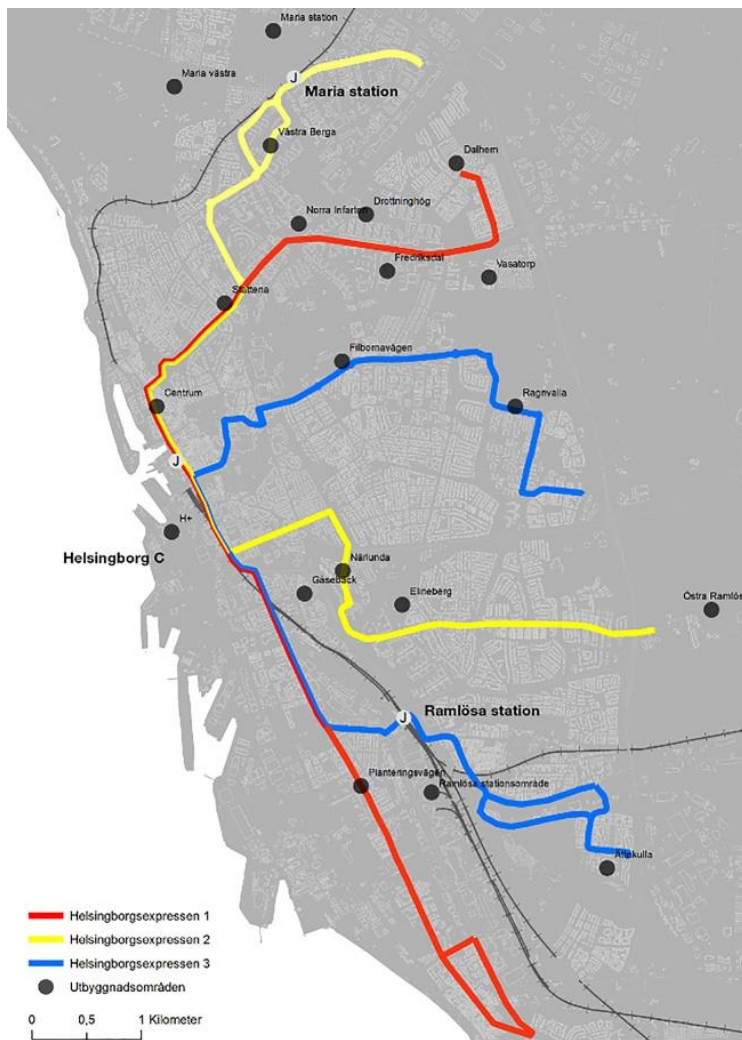 Maria station
J
Maria västra
Maria station
Västra Berga
Dalhem
Drottninghög
Norra Infarten
Fredriksdal
Vasatorp
Slottena
Filbornavägen
Centrum
Ragnvalla
J
H+
Helsingborg C
Närlunda
Gåsebäck
Elineberg
Östra Ramlös
Ramlösa station
J
Planteringsvägen
Ramlösa stationsområde
Ättekulla
Helsingborgsexpressen 1
Helsingborgsexpressen 2
Helsingborgsexpressen 3
Utbyggnadsområden
0 0,5 1 Kilometer